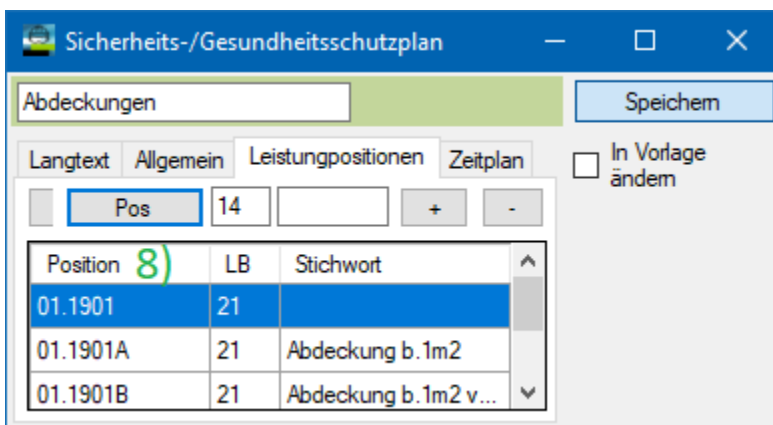 Sicherheits-/Gesundheitsschutzplan
Abdeckungen
Speichern
Langtext Allgemein Leistungpositionen Zeitplan
In Vorlage
ändern
Pos 14 + -
Position 8) LB Stichwort
01.1901 21
01.1901A 21 Abdeckung b.1m2
01.1901B 21 Abdeckung b.1m2 v...